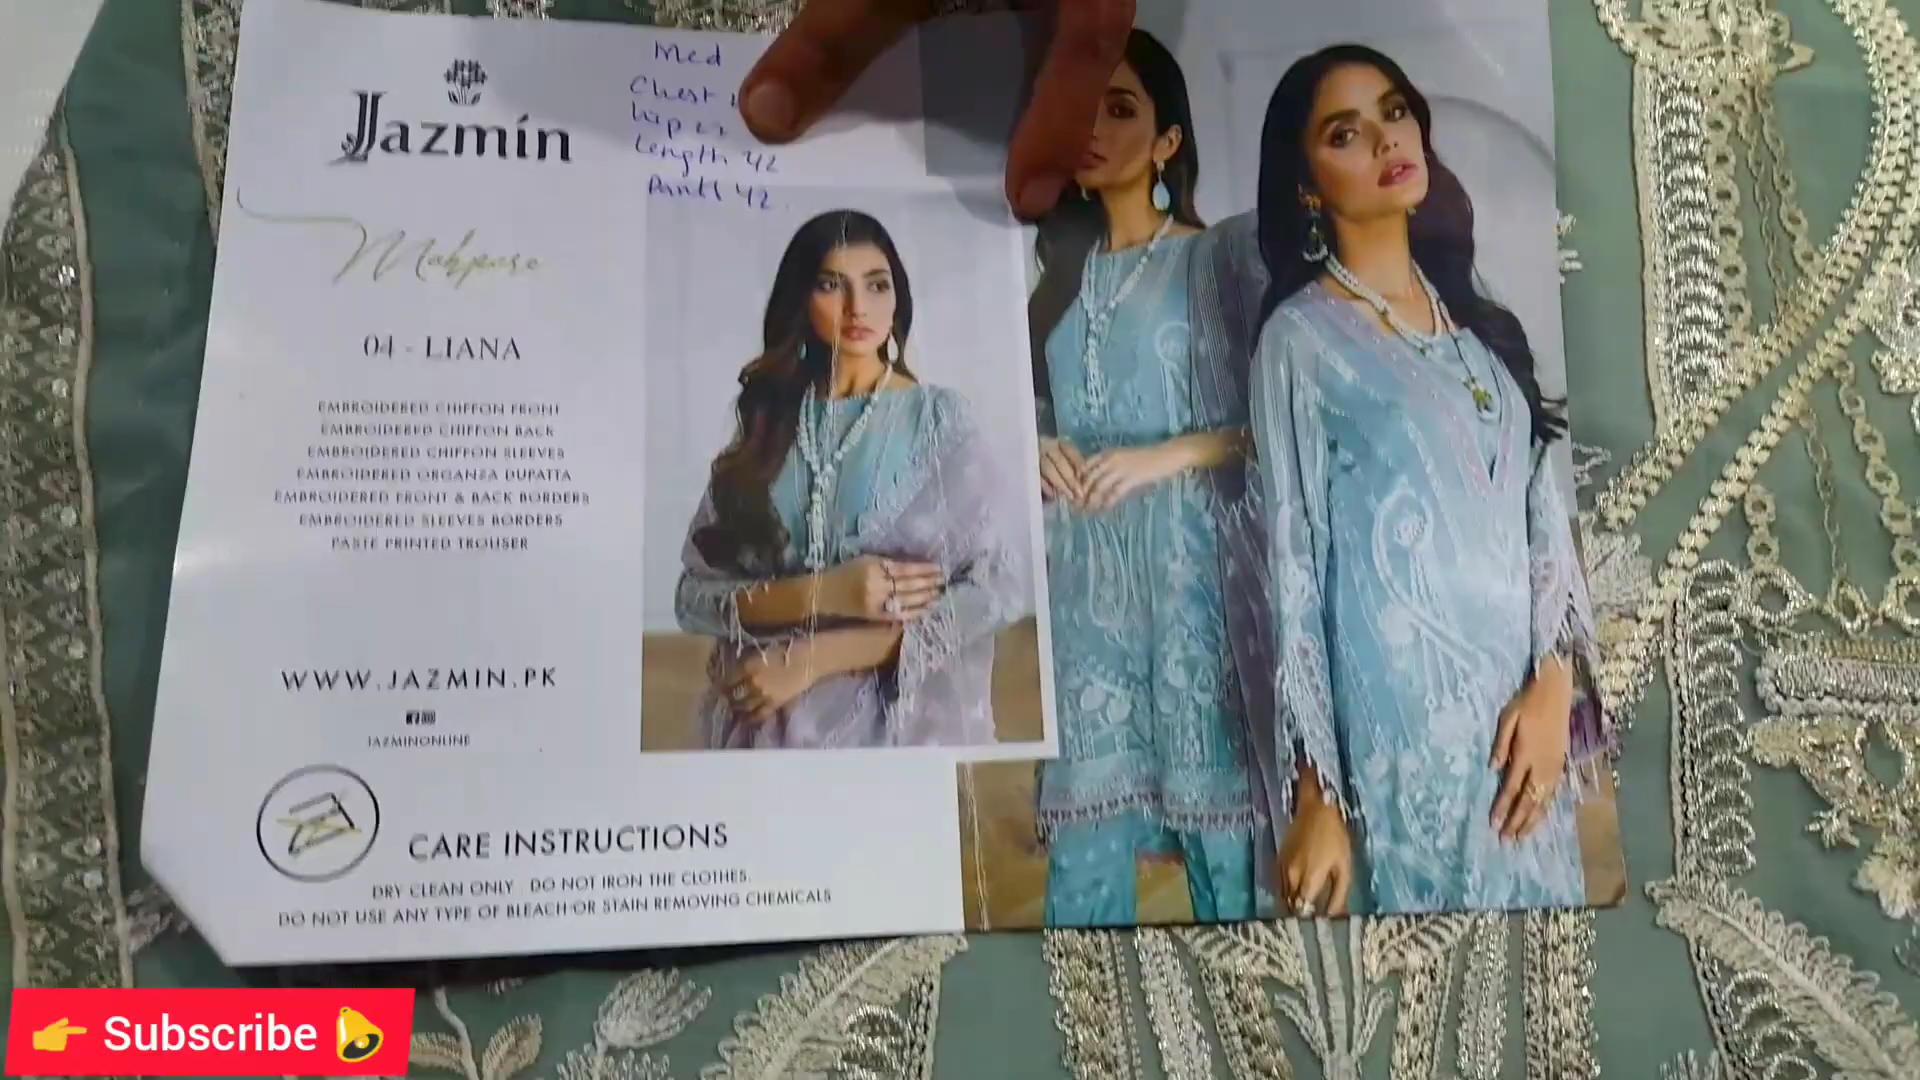 Jazmin
Mahpare
04 - LIANA
EMBROIDERED CHIFFON FRONT
EMBROIDERED CHIFFON BACK
EMBROIDERED CHIFFON SLEEVES
EMBROIDERED ORGANZA DUPATTA
EMBROIDERED FRONT & BACK BORDERS
EMBROIDERED SLEEVES BORDERS
PASTE PRINTED TROUSER
WWW.JAZMIN.PK
JAZMINONLINE
CARE INSTRUCTIONS
DRY CLEAN ONLY. DO NOT IRON THE CLOTHES.
DO NOT USE ANY TYPE OF BLEACH OR STAIN REMOVING CHEMICALS
Med
Chest
hip
Length 42
Pants 42.
Subscribe